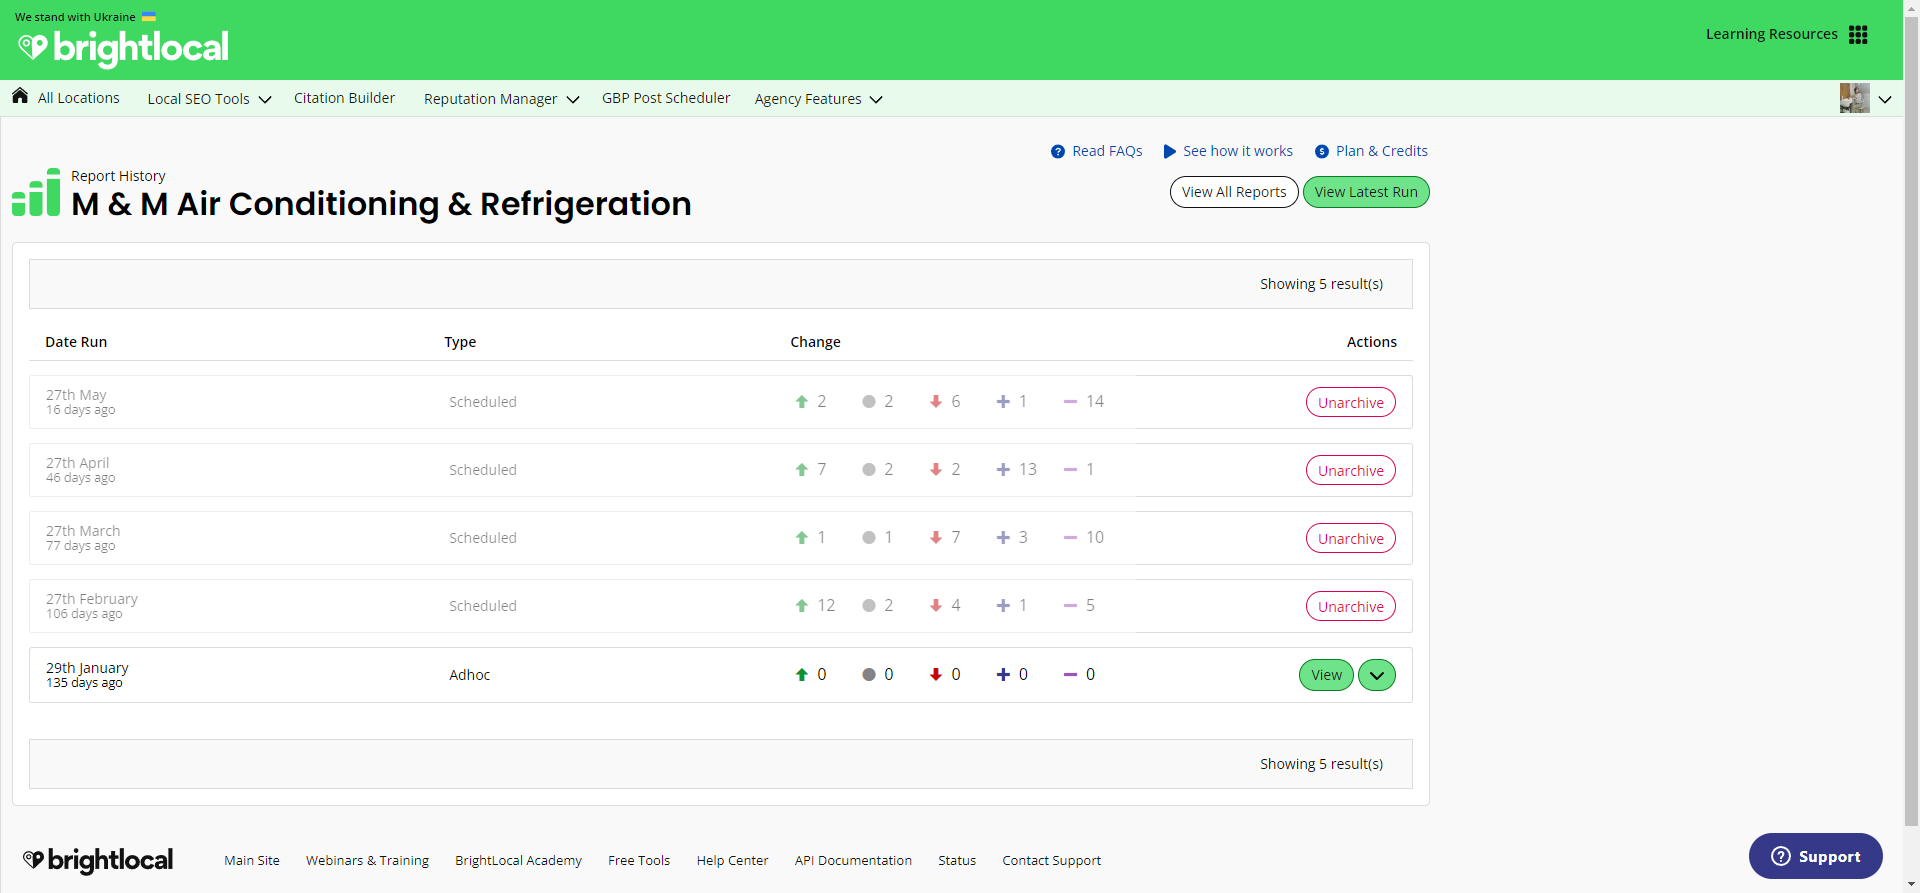 We stand with Ukraine
brightlocal
Learning Resources
All Locations Local SEO Tools Citation Builder Reputation Manager GBP Post Scheduler Agency Features
Read FAQs See how it works Plan & Credits
Report History
M & M Air Conditioning & Refrigeration
View All Reports View Latest Run
Showing 5 result(s)
Date Run Type Change Actions
27th May
16 days ago
Scheduled 2 2 6 1 14 Unarchive
27th April
46 days ago
Scheduled 7 2 2 13 1 Unarchive
27th March
77 days ago
Scheduled 1 1 7 3 10 Unarchive
27th February
106 days ago
Scheduled 12 2 4 1 5 Unarchive
29th January
135 days ago
Adhoc 0 0 0 0 0 View
Showing 5 result(s)
brightlocal Main Site Webinars & Training BrightLocal Academy Free Tools Help Center API Documentation Status Contact Support
Support